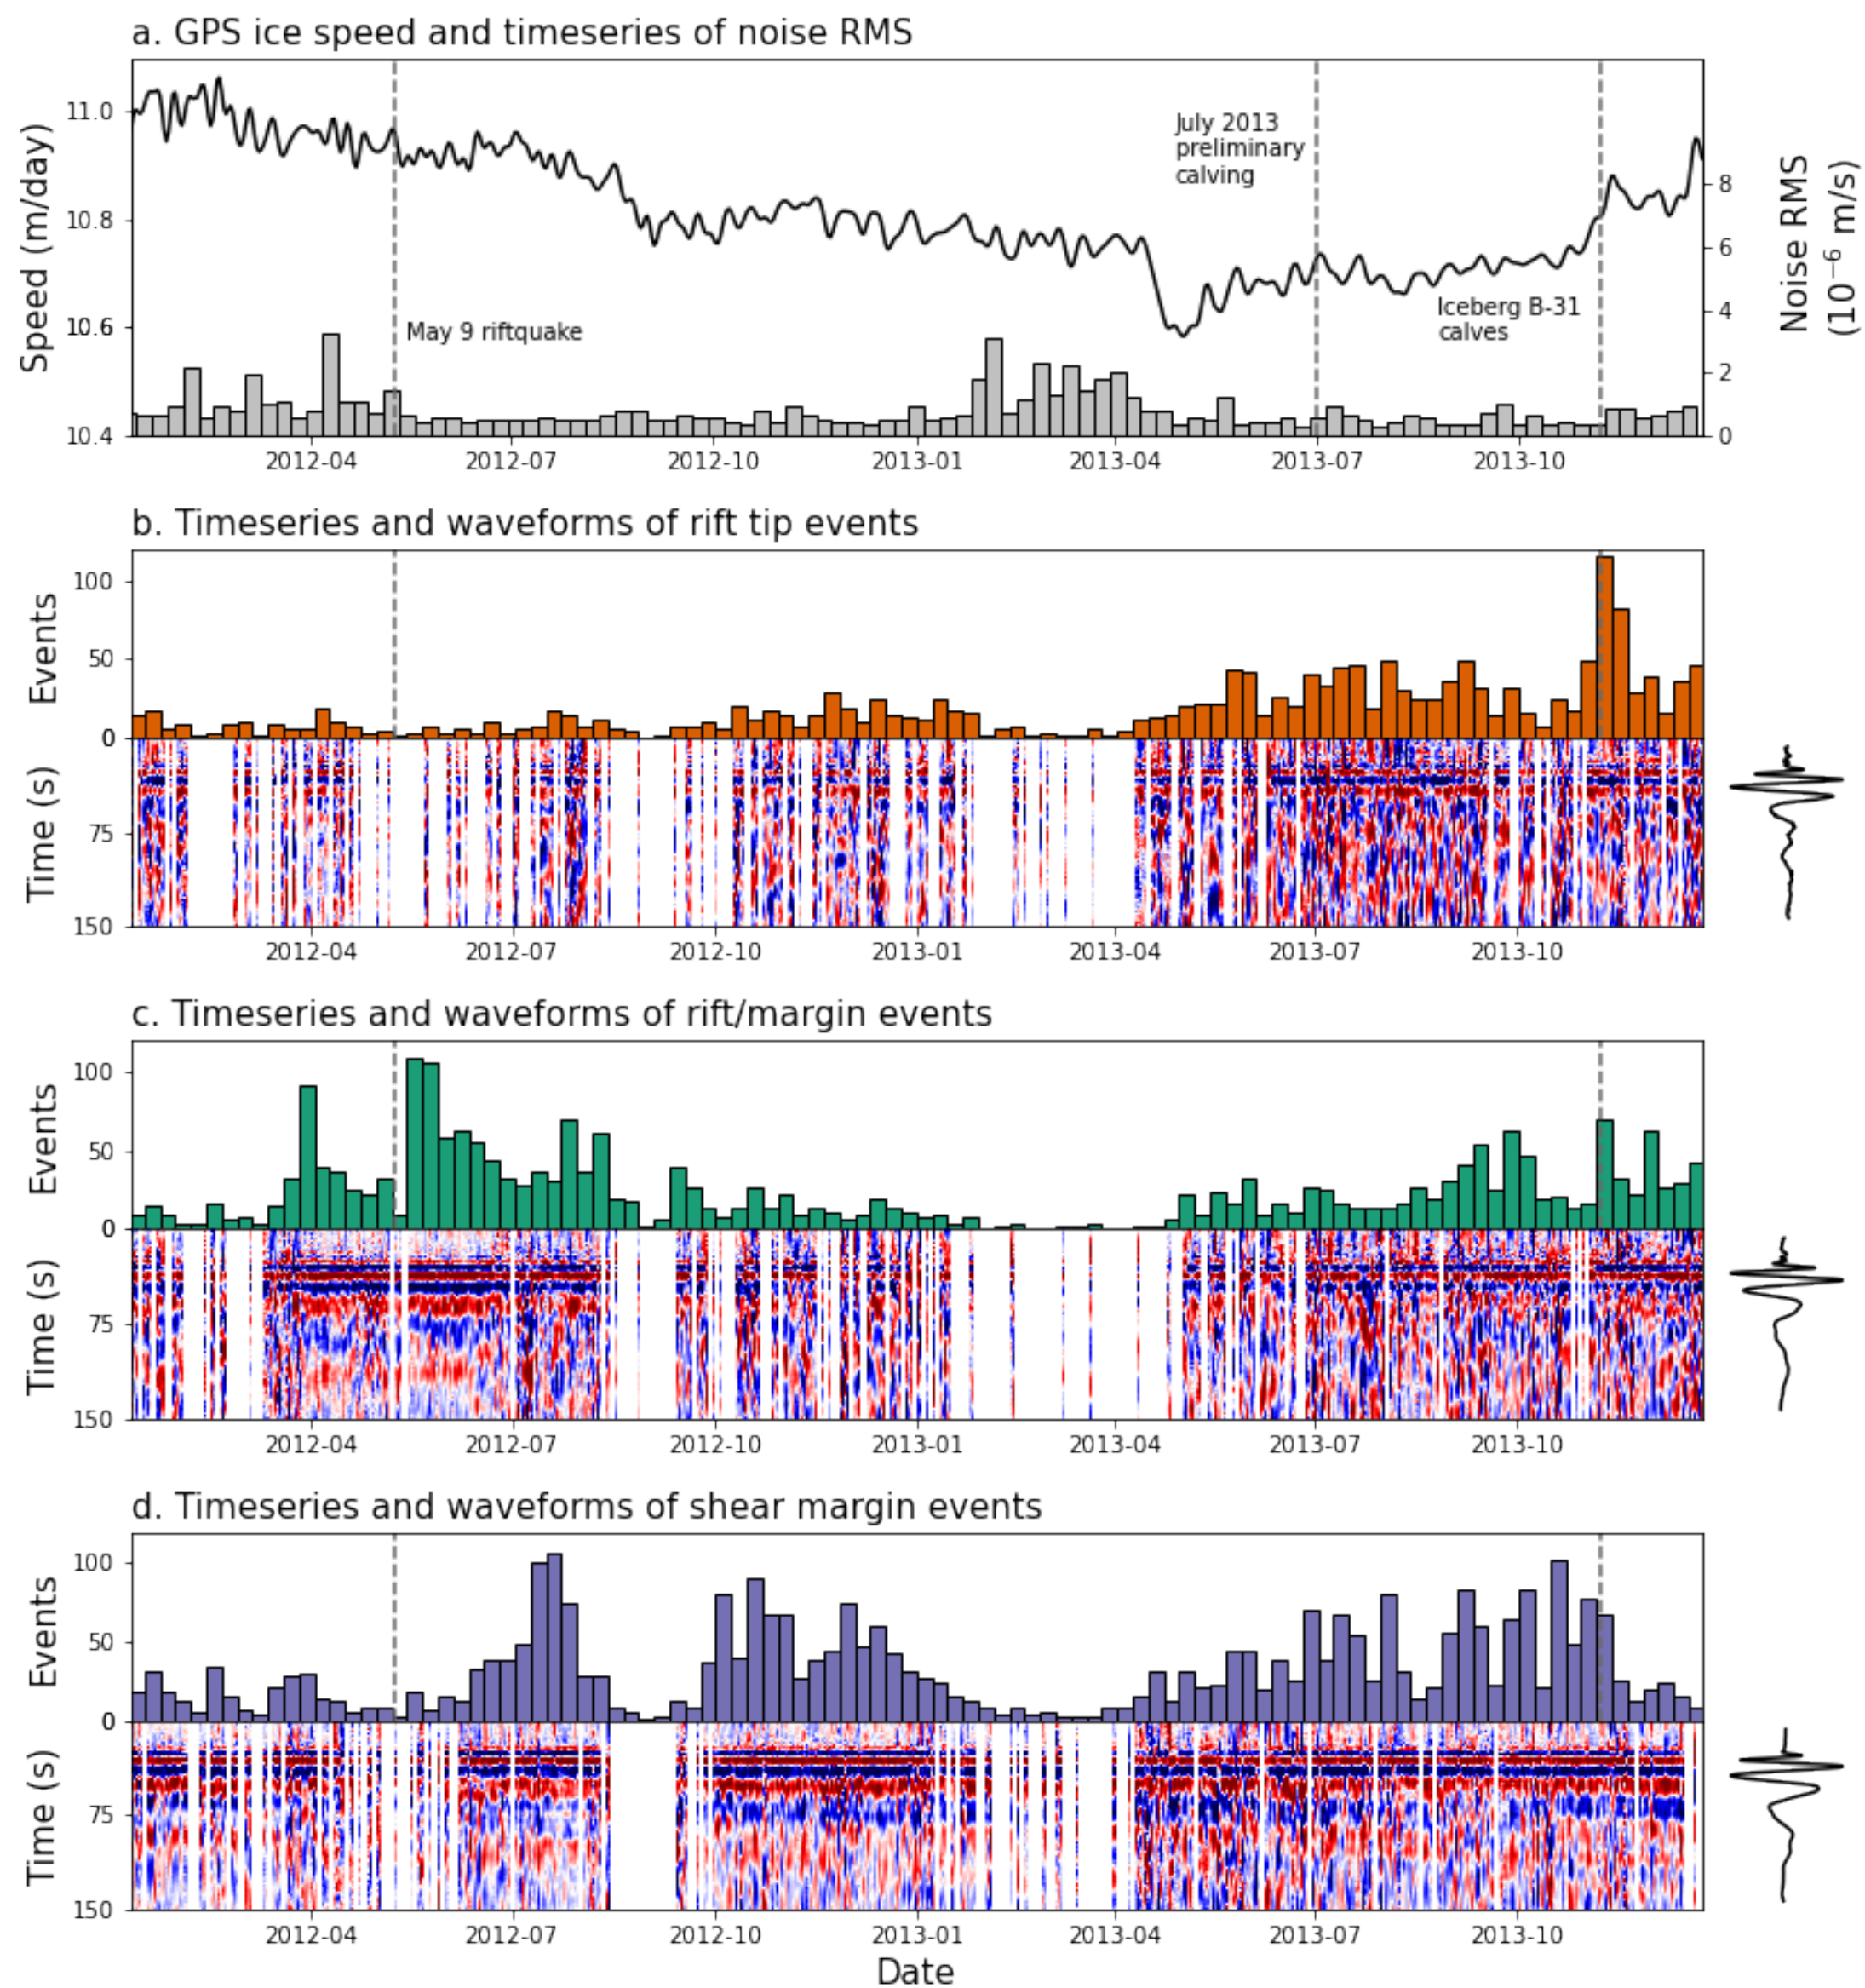 a. GPS ice speed and timeseries of noise RMS
Speed (m/day)
11.0
10.8
10.6
10.4
July 2013
preliminary
calving
Iceberg B-31
calves
May 9 riftquake
8
6
4
2
0
Noise RMS
(10⁻⁶ m/s)
2012-04 2012-07 2012-10 2013-01 2013-04 2013-07 2013-10
b. Timeseries and waveforms of rift tip events
Events
100
50
0
Time (s)
75
150
2012-04 2012-07 2012-10 2013-01 2013-04 2013-07 2013-10
c. Timeseries and waveforms of rift/margin events
Events
100
50
0
Time (s)
75
150
2012-04 2012-07 2012-10 2013-01 2013-04 2013-07 2013-10
d. Timeseries and waveforms of shear margin events
Events
100
50
0
Time (s)
75
150
2012-04 2012-07 2012-10 2013-01 2013-04 2013-07 2013-10
Date